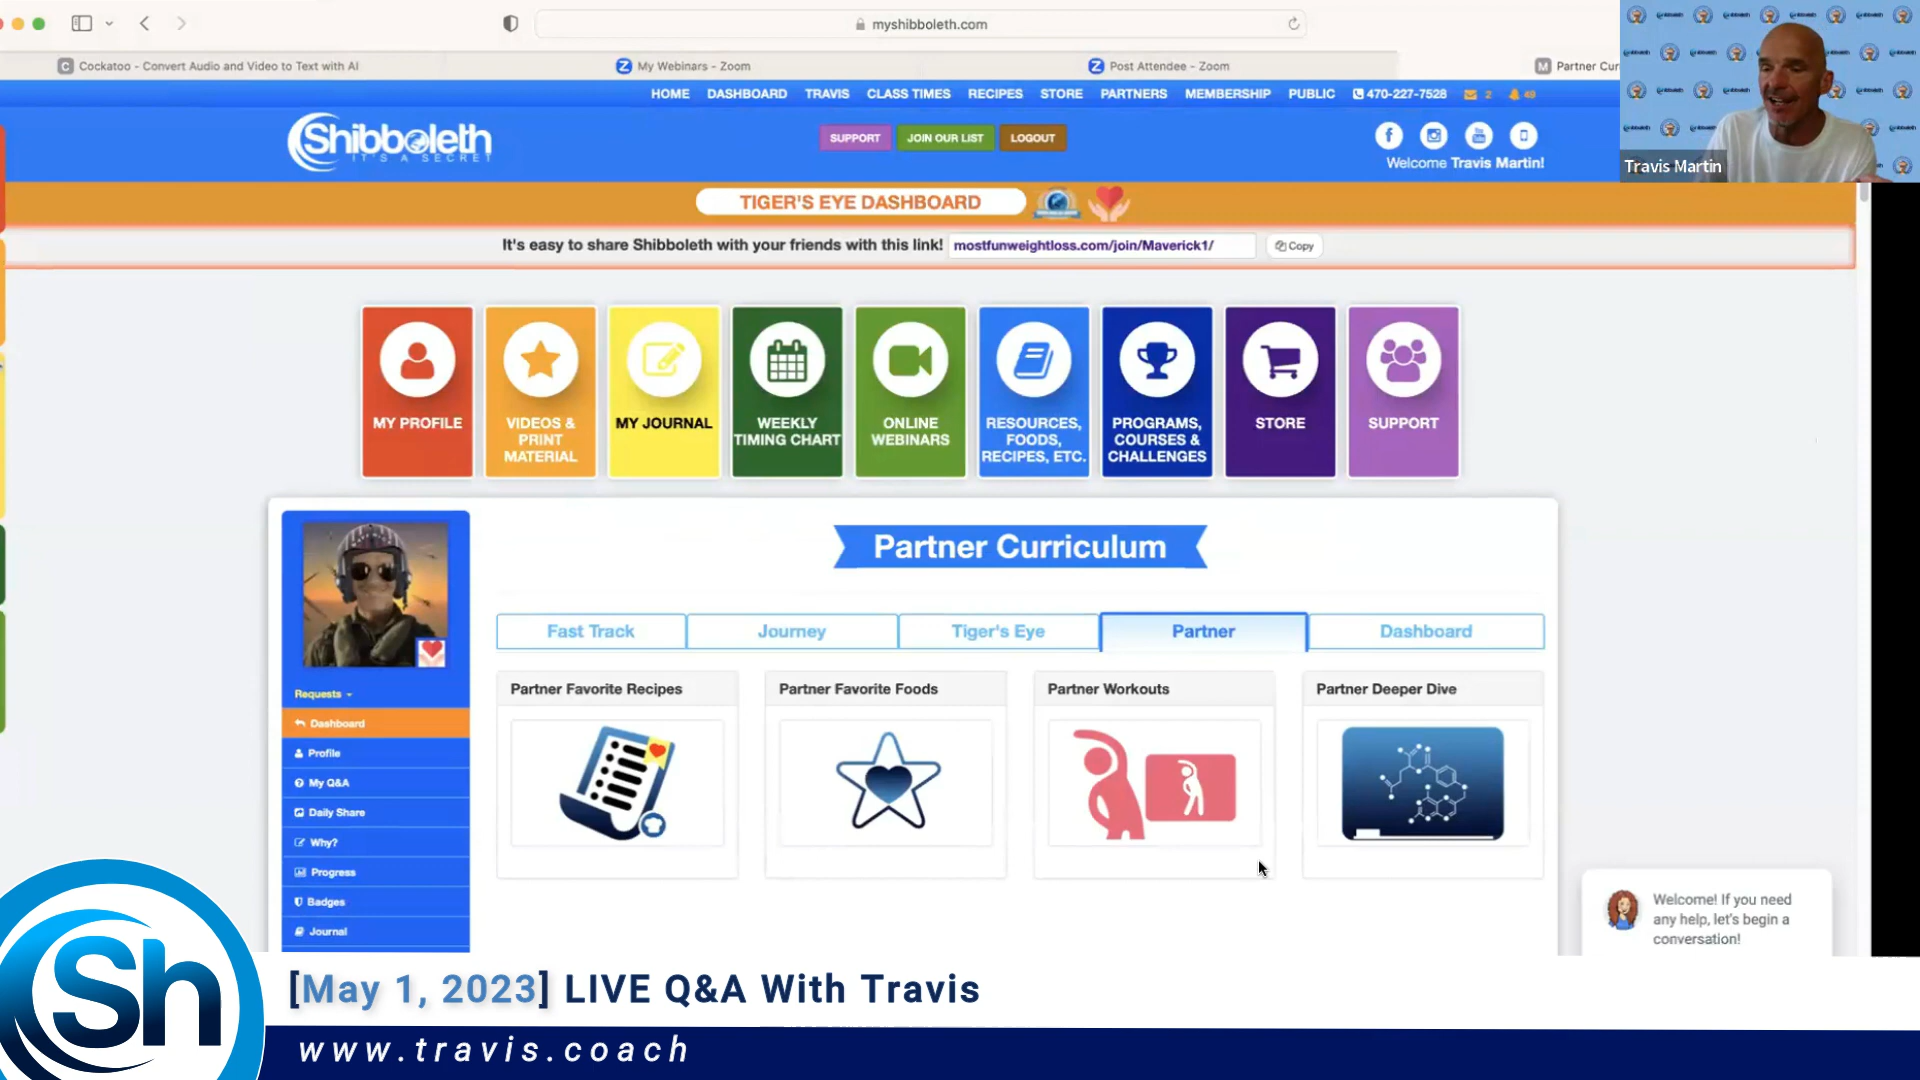 myshibboleth.com
Cockatoo - Convert Audio and Video to Text with AI
My Webinars - Zoom
Post Attendee - Zoom
Partner Cur
HOME DASHBOARD TRAVIS CLASS TIMES RECIPES STORE PARTNERS MEMBERSHIP PUBLIC 470-227-7528 2 49
Shibboleth
IT'S A SECRET
SUPPORT JOIN OUR LIST LOGOUT
Welcome Travis Martin!
Travis Martin
TIGER'S EYE DASHBOARD
It's easy to share Shibboleth with your friends with this link! mostfunweightloss.com/join/Maverick1/ Copy
MY PROFILE
VIDEOS &
PRINT
MATERIAL
MY JOURNAL
WEEKLY
TIMING CHART
ONLINE
WEBINARS
RESOURCES,
FOODS,
RECIPES, ETC.
PROGRAMS,
COURSES &
CHALLENGES
STORE
SUPPORT
Partner Curriculum
Fast Track Journey Tiger's Eye Partner Dashboard
Partner Favorite Recipes
Partner Favorite Foods
Partner Workouts
Partner Deeper Dive
Requests
Dashboard
Profile
My Q&A
Daily Share
Why?
Progress
Badges
Journal
Welcome! If you need
any help, let's begin a
conversation!
Sh
[May 1, 2023] LIVE Q&A With Travis
www.travis.coach